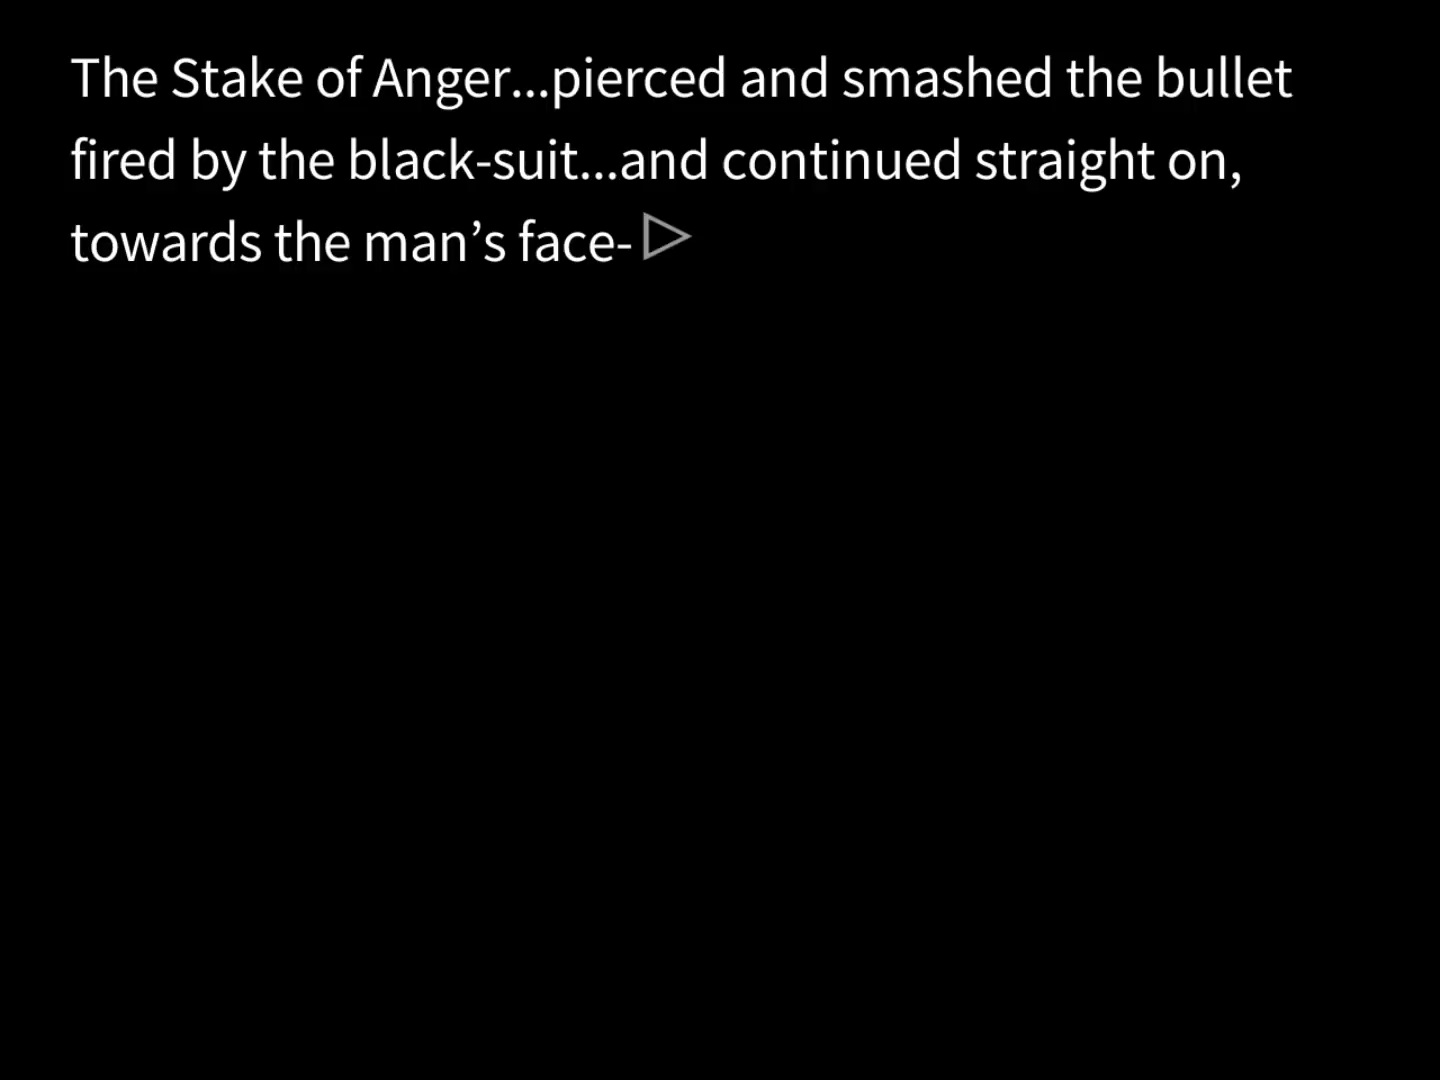 The Stake of Anger...pierced and smashed the bullet
fired by the black-suit...and continued straight on,
towards the man’s face-